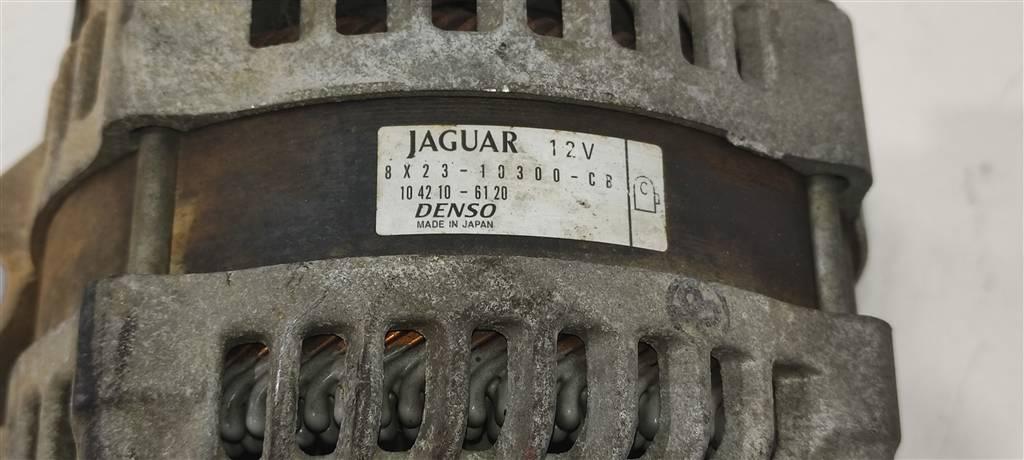 JAGUAR 12V
8X23-10300-CB
104210-6120
DENSO
MADE IN JAPAN
C